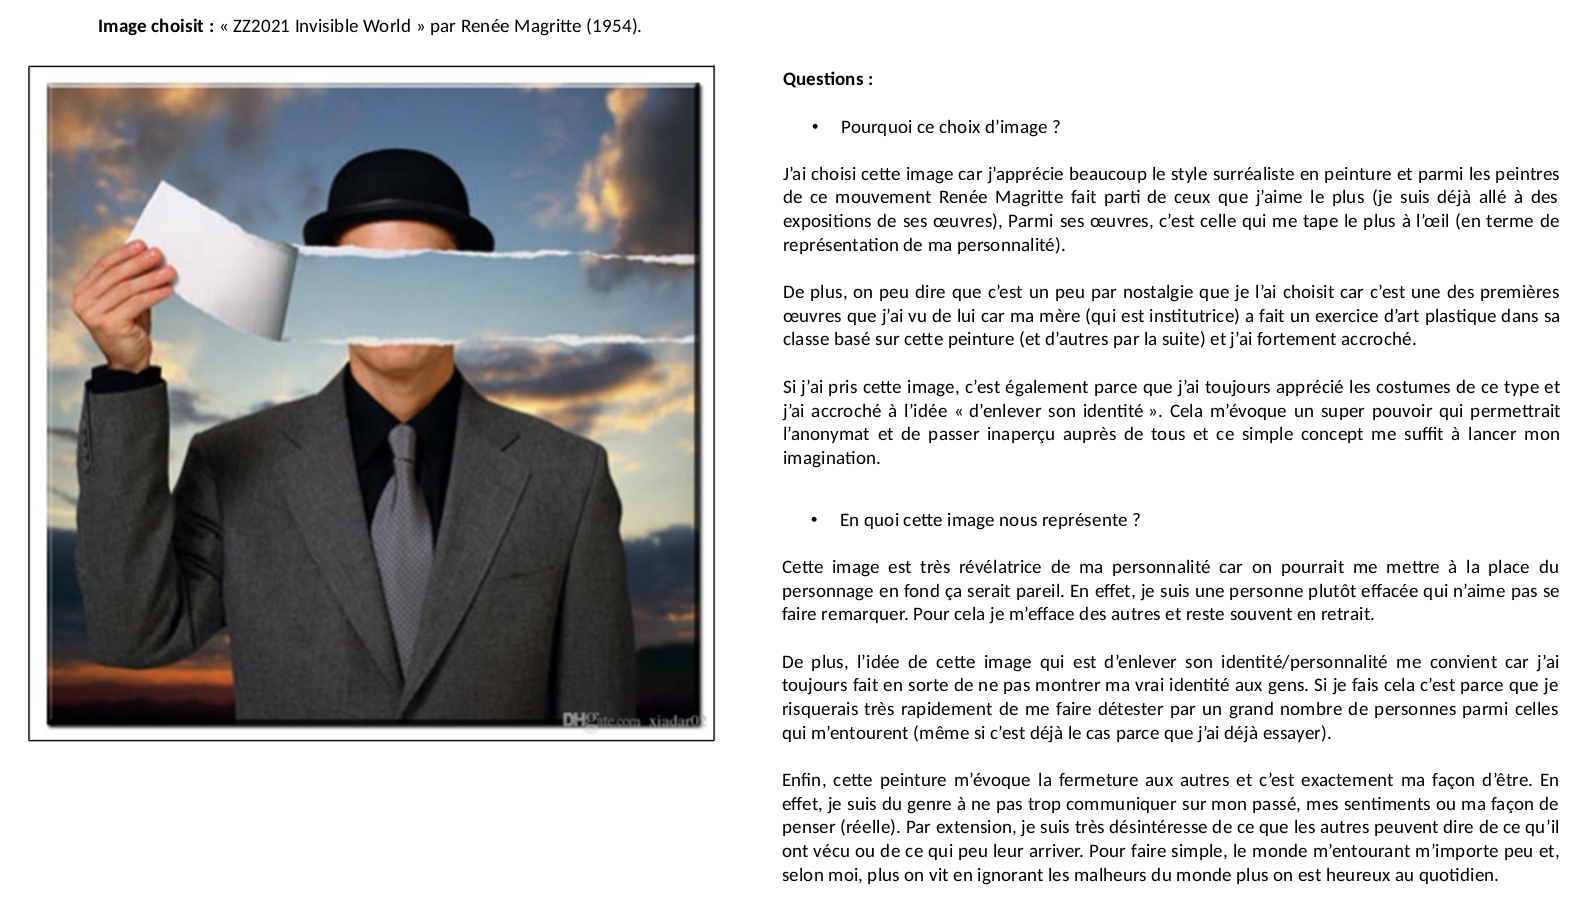 Image choisit : « ZZ2021 Invisible World » par Renée Magritte (1954).
DHgate.com xiadar02
Questions :
• Pourquoi ce choix d’image ?
J’ai choisi cette image car j’apprécie beaucoup le style surréaliste en peinture et parmi les peintres
de ce mouvement Renée Magritte fait parti de ceux que j’aime le plus (je suis déjà allé à des
expositions de ses œuvres), Parmi ses œuvres, c’est celle qui me tape le plus à l’œil (en terme de
représentation de ma personnalité).
De plus, on peu dire que c’est un peu par nostalgie que je l’ai choisit car c’est une des premières
œuvres que j’ai vu de lui car ma mère (qui est institutrice) a fait un exercice d’art plastique dans sa
classe basé sur cette peinture (et d’autres par la suite) et j’ai fortement accroché.
Si j’ai pris cette image, c’est également parce que j’ai toujours apprécié les costumes de ce type et
j’ai accroché à l’idée « d’enlever son identité ». Cela m’évoque un super pouvoir qui permettrait
l’anonymat et de passer inaperçu auprès de tous et ce simple concept me suffit à lancer mon
imagination.
• En quoi cette image nous représente ?
Cette image est très révélatrice de ma personnalité car on pourrait me mettre à la place du
personnage en fond ça serait pareil. En effet, je suis une personne plutôt effacée qui n’aime pas se
faire remarquer. Pour cela je m’efface des autres et reste souvent en retrait.
De plus, l’idée de cette image qui est d’enlever son identité/personnalité me convient car j’ai
toujours fait en sorte de ne pas montrer ma vrai identité aux gens. Si je fais cela c’est parce que je
risquerais très rapidement de me faire détester par un grand nombre de personnes parmi celles
qui m’entourent (même si c’est déjà le cas parce que j’ai déjà essayer).
Enfin, cette peinture m’évoque la fermeture aux autres et c’est exactement ma façon d’être. En
effet, je suis du genre à ne pas trop communiquer sur mon passé, mes sentiments ou ma façon de
penser (réelle). Par extension, je suis très désintéresse de ce que les autres peuvent dire de ce qu’il
ont vécu ou de ce qui peu leur arriver. Pour faire simple, le monde m’entourant m’importe peu et,
selon moi, plus on vit en ignorant les malheurs du monde plus on est heureux au quotidien.